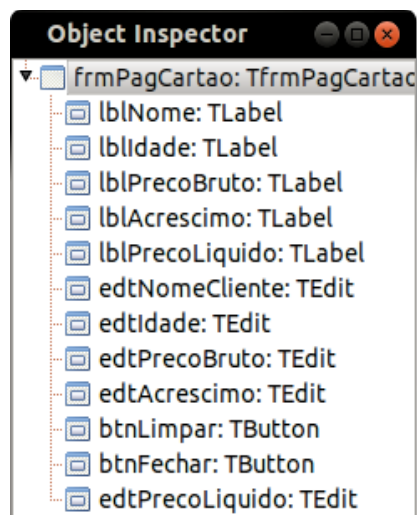 Object Inspector
frmPagCartao: TfrmPagCartao
lblNome: TLabel
lblIdade: TLabel
lblPrecoBruto: TLabel
lblAcrescimo: TLabel
lblPrecoLiquido: TLabel
edtNomeCliente: TEdit
edtIdade: TEdit
edtPrecoBruto: TEdit
edtAcrescimo: TEdit
btnLimpar: TButton
btnFechar: TButton
edtPrecoLiquido: TEdit